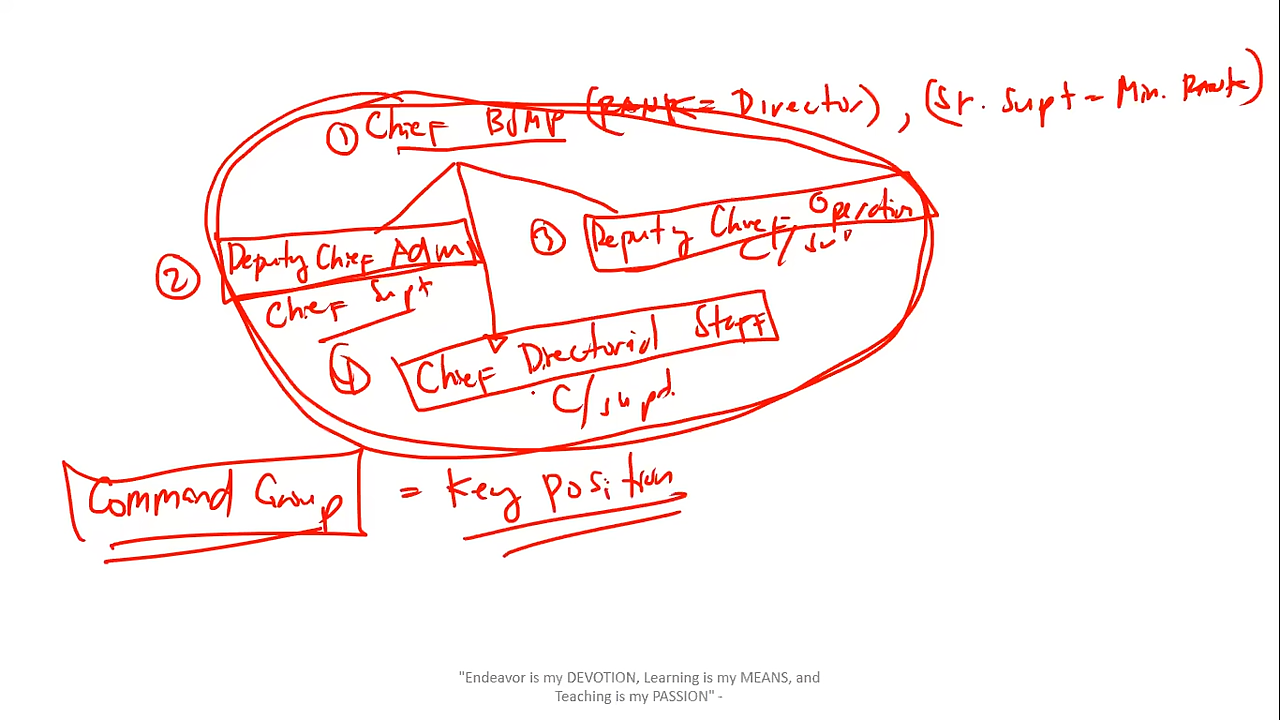 ① Chief BJMP (RANK = Director), (Sr. Supt = Min. Rank)
② Deputy Chief Adm
Chief Supt
③ Deputy Chief Operation
C/Sup
④ Chief Directorial Staff
C/Supt.
Command Group = Key Position
"Endeavor is my DEVOTION, Learning is my MEANS, and
Teaching is my PASSION" -